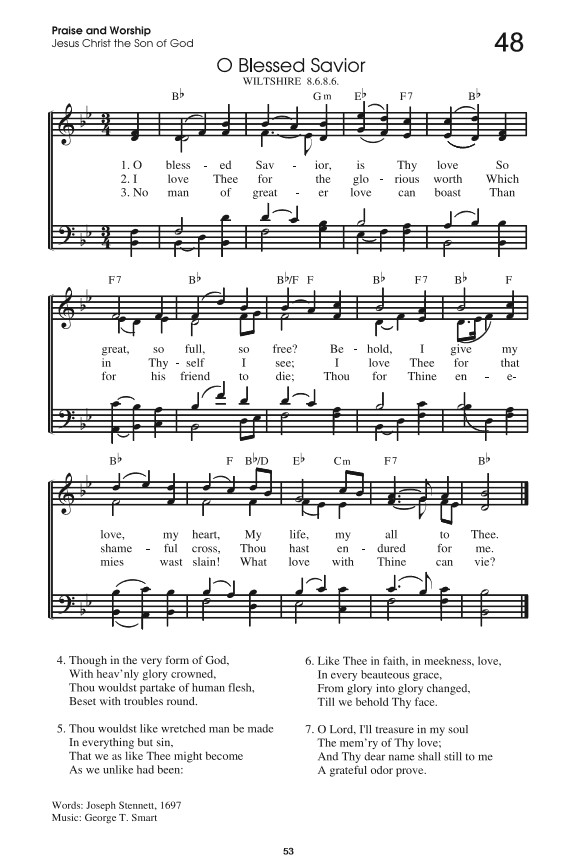 Praise and Worship
Jesus Christ the Son of God
48
O Blessed Savior
WILTSHIRE 8.6.8.6.
B♭ Gm E♭ F7 B♭
1. O bless - ed Sav - ior, is Thy love So
2. I love Thee for the glo - rious worth Which
3. No man of great - er love can boast Than
F7 B♭ B♭/F F B♭ F7 B♭ F
great, so full, so free? Be - hold, I give my
in Thy - self I see; I love Thee for that
for his friend to die; Thou for Thine en - e-
B♭ F B♭/D E♭ Cm F7 B♭
love, my heart, My life, my all to Thee.
shame - ful cross, Thou hast en - dured for me.
mies wast slain! What love with Thine can vie?
4. Though in the very form of God,
With heav'nly glory crowned,
Thou wouldst partake of human flesh,
Beset with troubles round.
5. Thou wouldst like wretched man be made
In everything but sin,
That we as like Thee might become
As we unlike had been:
6. Like Thee in faith, in meekness, love,
In every beauteous grace,
From glory into glory changed,
Till we behold Thy face.
7. O Lord, I'll treasure in my soul
The mem'ry of Thy love;
And Thy dear name shall still to me
A grateful odor prove.
Words: Joseph Stennett, 1697
Music: George T. Smart
53